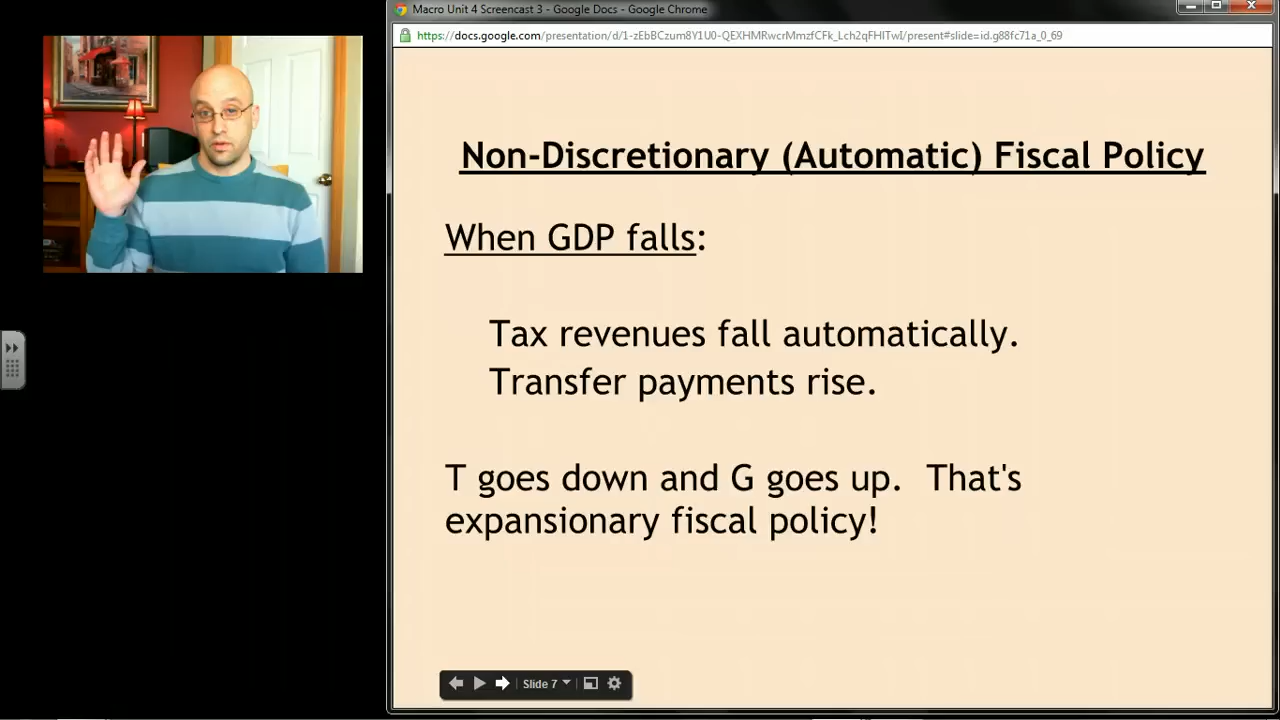 Macro Unit 4 Screencast 3 - Google Docs - Google Chrome
https://docs.google.com/presentation/d/1-zEbBCzum8Y1U0-QEXHMRwcrMmzfCFk_Lch2qFHITwI/present#slide=id.g88fc71a_0_69
Non-Discretionary (Automatic) Fiscal Policy
When GDP falls:
Tax revenues fall automatically.
Transfer payments rise.
T goes down and G goes up. That's
expansionary fiscal policy!
Slide 7